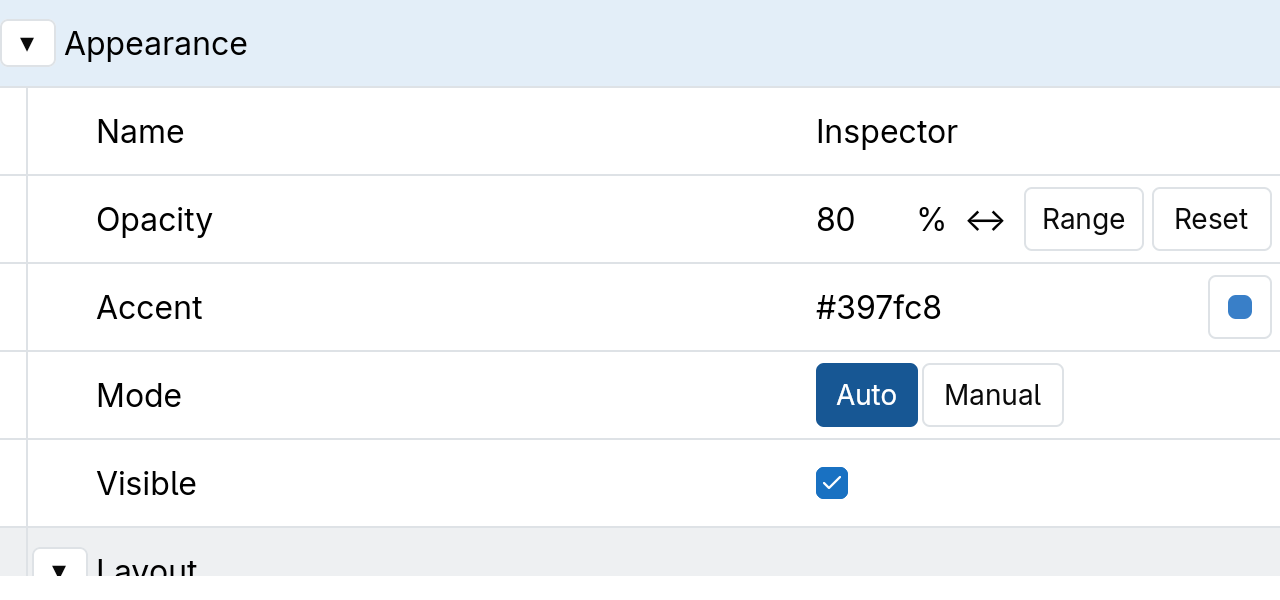 ▼ Appearance
Name Inspector
Opacity 80 % ↔ Range Reset
Accent #397fc8
Mode Auto Manual
Visible
▼ Layout